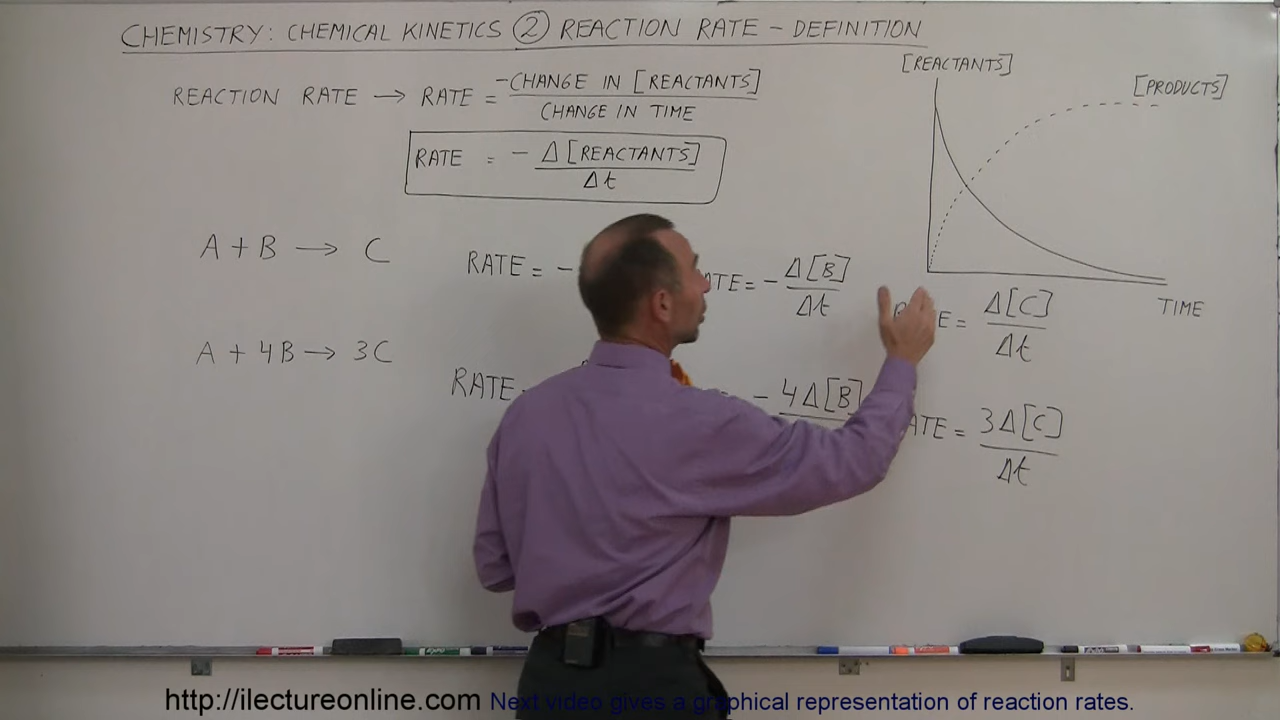 CHEMISTRY: CHEMICAL KINETICS ② REACTION RATE - DEFINITION
REACTION RATE → RATE = -CHANGE IN [REACTANTS]
CHANGE IN TIME
RATE = - Δ[REACTANTS]
Δt
[REACTANTS]
[PRODUCTS]
TIME
A + B → C
RATE = -
= - Δ[B]
Δt
= Δ[C]
Δt
A + 4B → 3C
RATE
- 4Δ[B]
= 3Δ[C]
Δt
http://ilectureonline.com Next video gives a graphical representation of reaction rates.